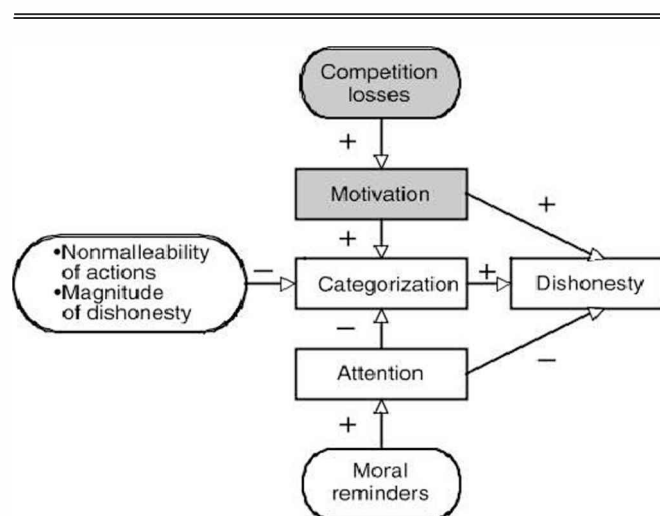 Competition
losses
+
Motivation
+
+
•Nonmalleability
of actions
•Magnitude
of dishonesty
−
Categorization
+
Dishonesty
−
−
Attention
+
Moral
reminders